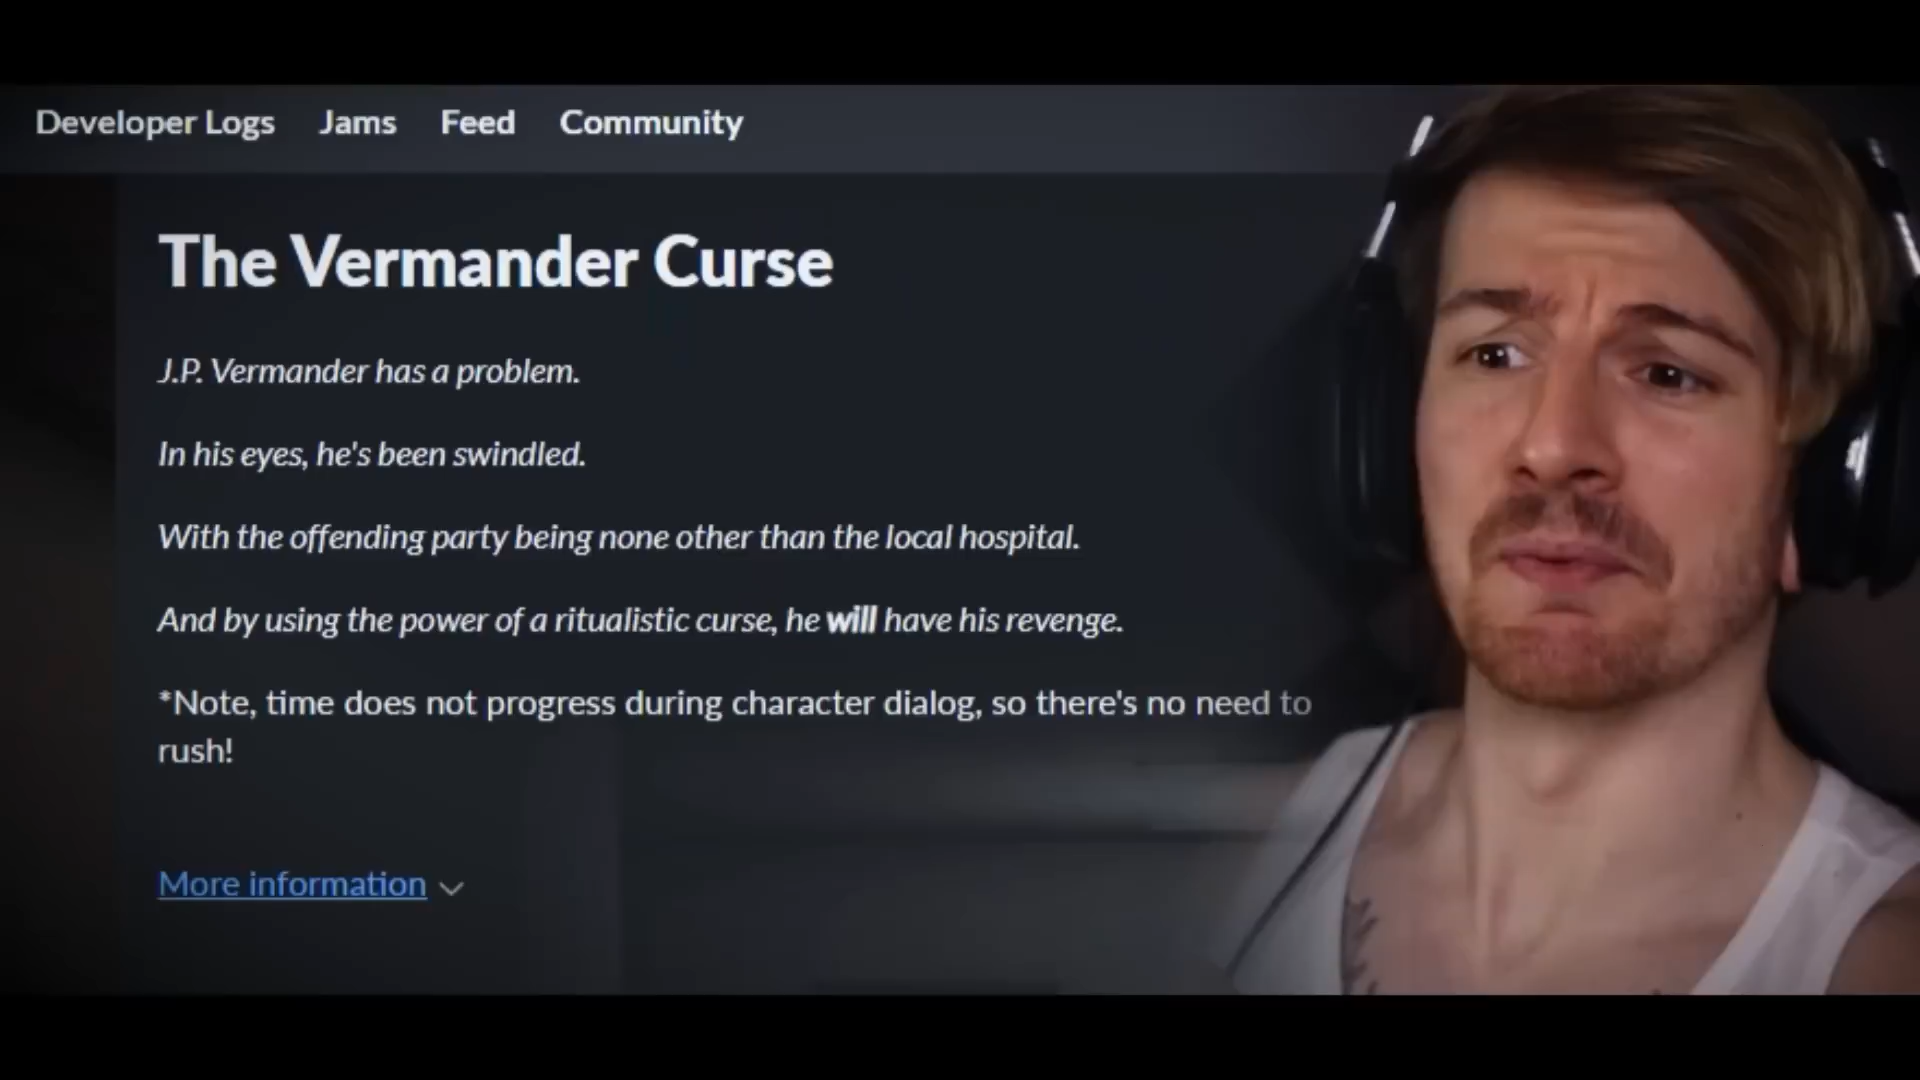 Developer Logs Jams Feed Community
The Vermander Curse
J.P. Vermander has a problem.
In his eyes, he's been swindled.
With the offending party being none other than the local hospital.
And by using the power of a ritualistic curse, he will have his revenge.
*Note, time does not progress during character dialog, so there's no need to
rush!
More information